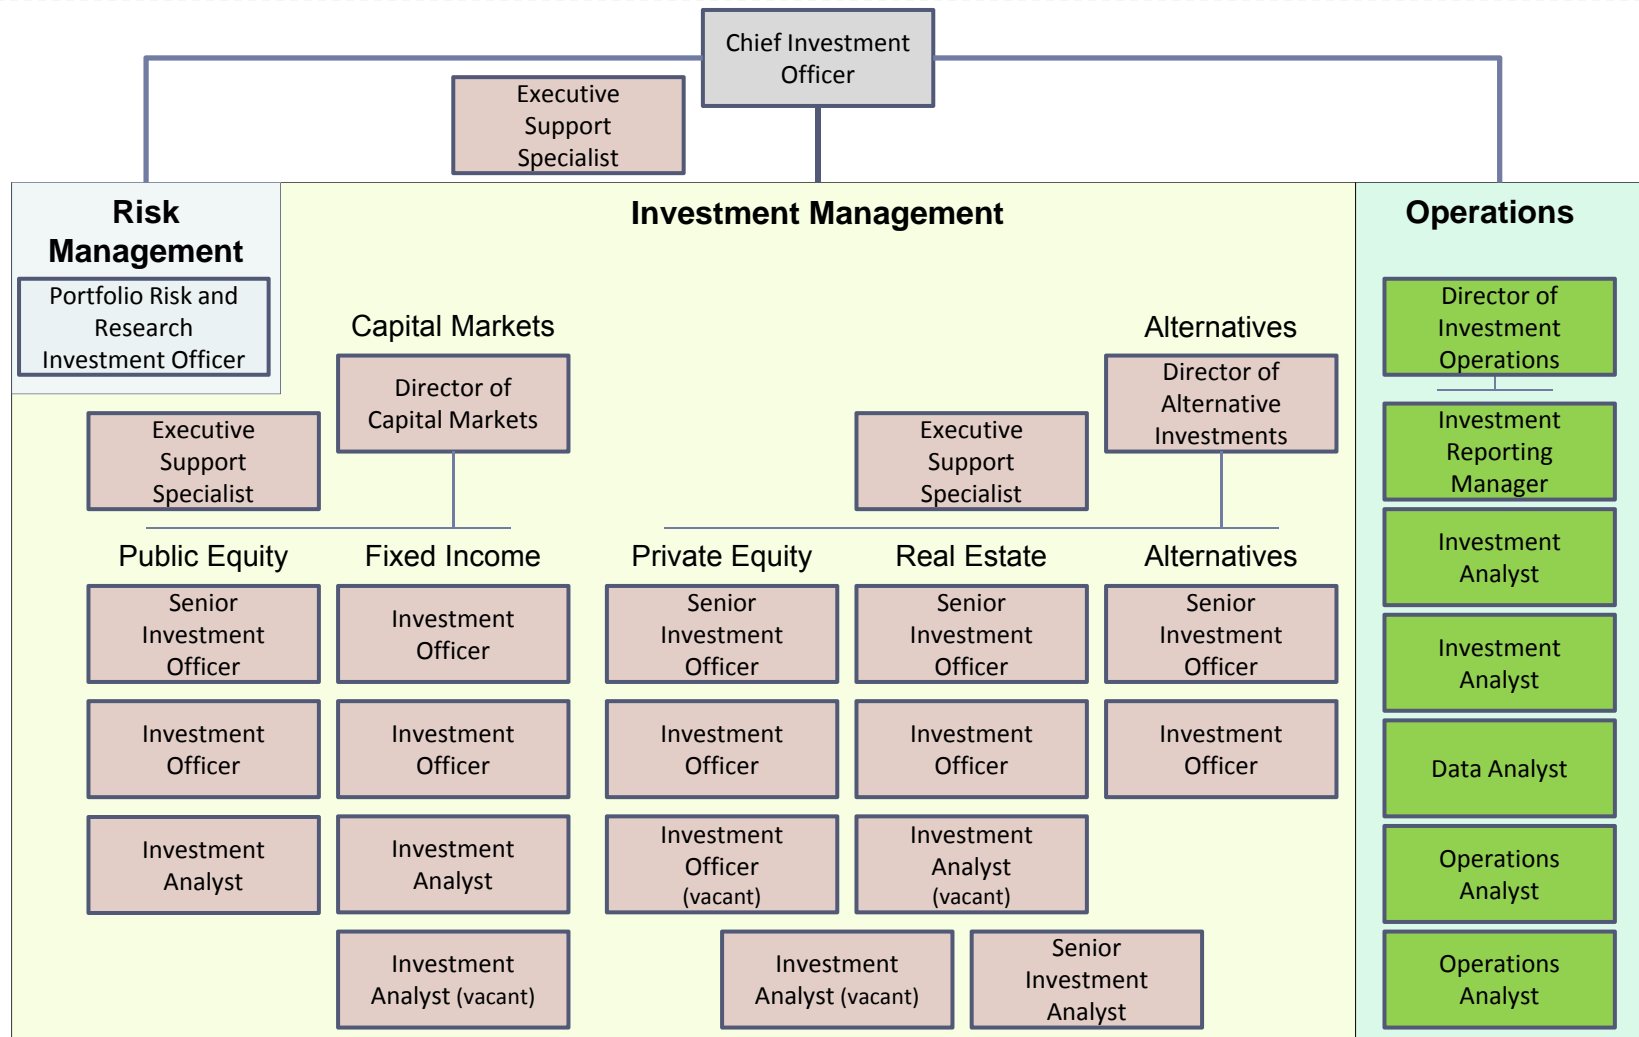 Chief Investment
Officer
Executive
Support
Specialist
Risk
Management
Portfolio Risk and
Research
Investment Officer
Investment Management
Capital Markets
Director of
Capital Markets
Executive
Support
Specialist
Public Equity
Senior
Investment
Officer
Investment
Officer
Investment
Analyst
Fixed Income
Investment
Officer
Investment
Officer
Investment
Analyst
Investment
Analyst (vacant)
Alternatives
Director of
Alternative
Investments
Executive
Support
Specialist
Private Equity
Senior
Investment
Officer
Investment
Officer
Investment
Officer
(vacant)
Real Estate
Senior
Investment
Officer
Investment
Officer
Investment
Analyst
(vacant)
Alternatives
Senior
Investment
Officer
Investment
Officer
Investment
Analyst (vacant)
Senior
Investment
Analyst
Operations
Director of
Investment
Operations
Investment
Reporting
Manager
Investment
Analyst
Investment
Analyst
Data Analyst
Operations
Analyst
Operations
Analyst